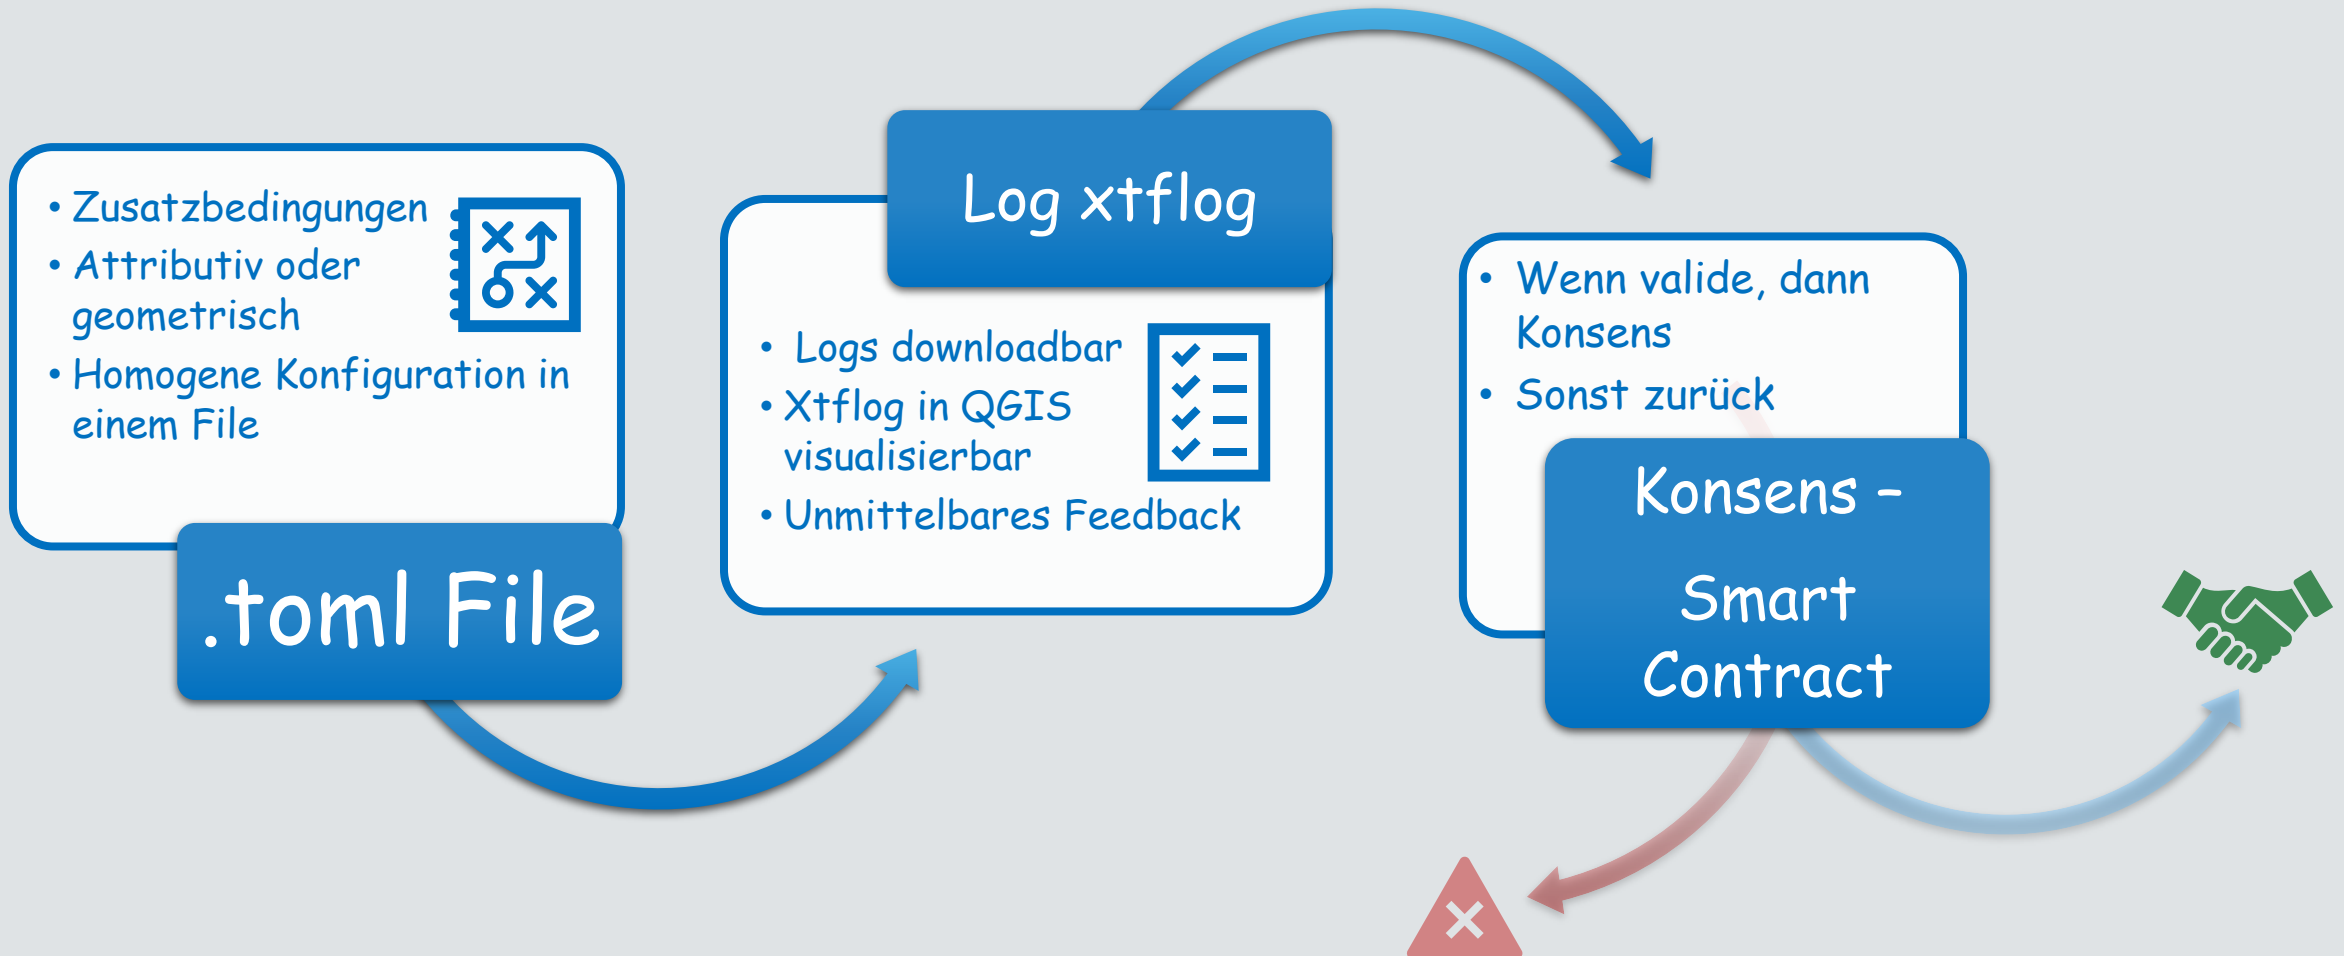 • Zusatzbedingungen
• Attributiv oder
geometrisch
• Homogene Konfiguration in
einem File
.toml File
Log xtflog
• Logs downloadbar
• Xtflog in QGIS
visualisierbar
• Unmittelbares Feedback
• Wenn valide, dann
Konsens
• Sonst zurück
Konsens –
Smart
Contract